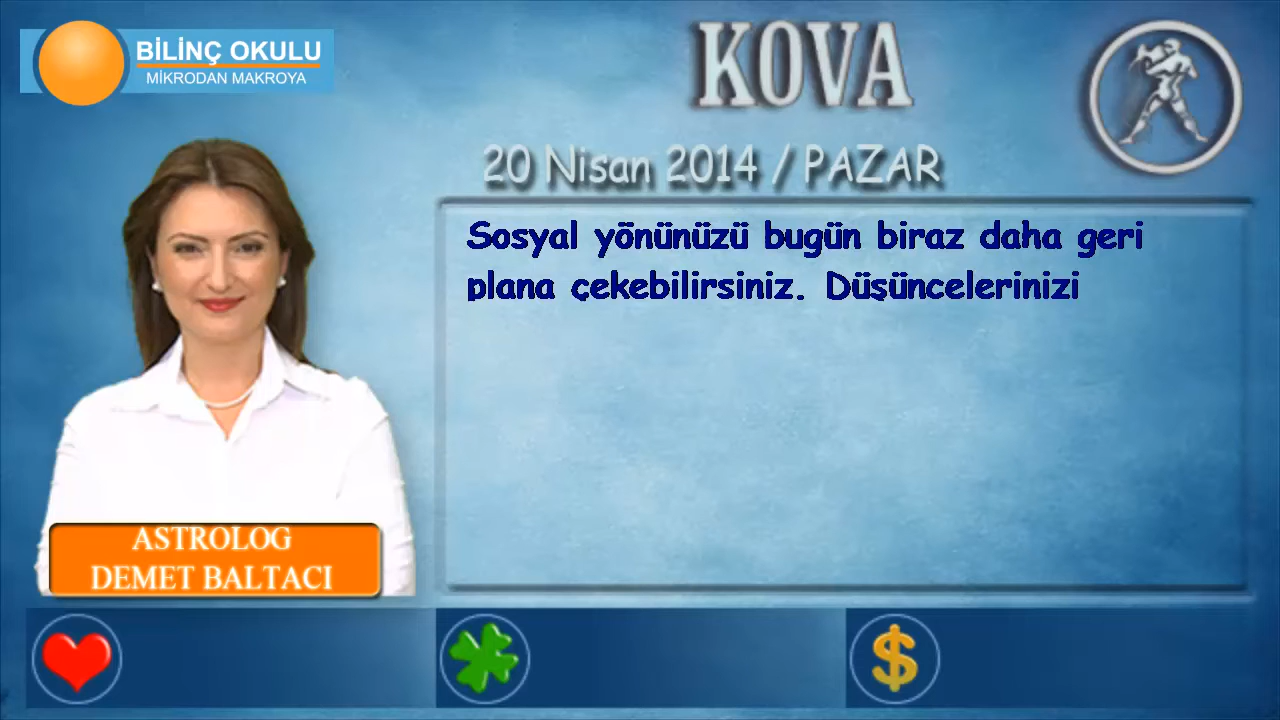 BİLİNÇ OKULU
MİKRODAN MAKROYA
KOVA
20 Nisan 2014 / PAZAR
Sosyal yönünüzü bugün biraz daha geri
plana çekebilirsiniz. Düşüncelerinizi
ASTROLOG
DEMET BALTACI